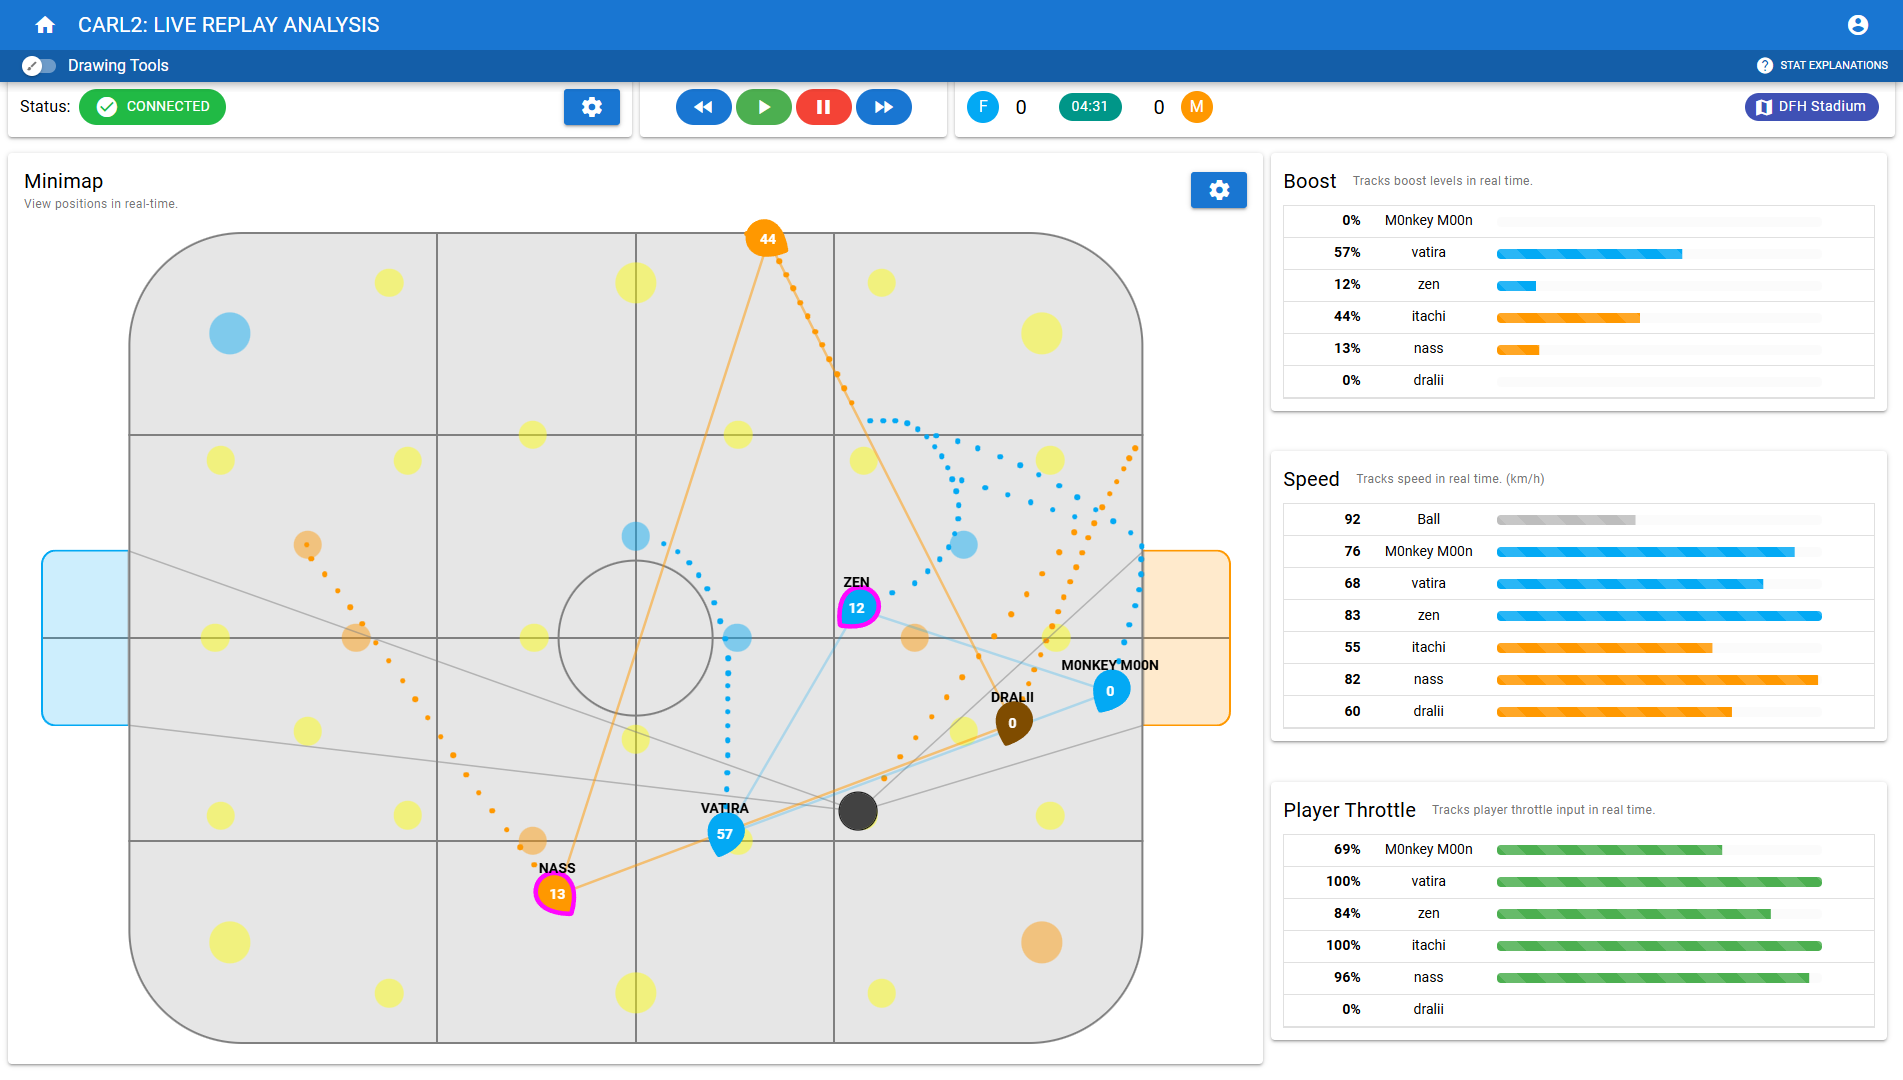 CARL2: LIVE REPLAY ANALYSIS
Drawing Tools
? STAT EXPLANATIONS
Status: CONNECTED
F 0 04:31 0 M
DFH Stadium
Minimap
View positions in real-time.
44
ZEN
12
M0NKEY M00N
0
DRALII
0
VATIRA
57
NASS
13
Boost Tracks boost levels in real time.
0% M0nkey M00n
57% vatira
12% zen
44% itachi
13% nass
0% dralii
Speed Tracks speed in real time. (km/h)
92 Ball
76 M0nkey M00n
68 vatira
83 zen
55 itachi
82 nass
60 dralii
Player Throttle Tracks player throttle input in real time.
69% M0nkey M00n
100% vatira
84% zen
100% itachi
96% nass
0% dralii